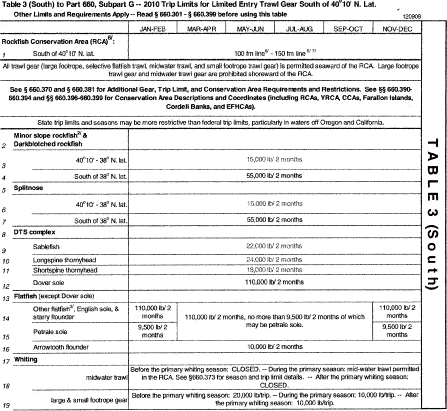 Table 3 (South) to Part 660, Subpart G -- 2010 Trip Limits for Limited Entry Trawl Gear South of 40°10' N. Lat.
Other Limits and Requirements Apply -- Read § 660.301 - § 660.399 before using this table
120909
JAN-FEB MAR-APR MAY-JUN JUL-AUG SEP-OCT NOV-DEC
Rockfish Conservation Area (RCA)6/:
1 South of 40°10' N. lat. 100 fm line6/ - 150 fm line6/ 7/
All trawl gear (large footrope, selective flatfish trawl, midwater trawl, and small footrope trawl gear) is permitted seaward of the RCA. Large footrope
trawl gear and midwater trawl gear are prohibited shoreward of the RCA.
See § 660.370 and § 660.381 for Additional Gear, Trip Limit, and Conservation Area Requirements and Restrictions. See §§ 660.390-
660.394 and §§ 660.396-660.399 for Conservation Area Descriptions and Coordinates (including RCAs, YRCA, CCAs, Farallon Islands,
Cordell Banks, and EFHCAs).
State trip limits and seasons may be more restrictive than federal trip limits, particularly in waters off Oregon and California.
2 Minor slope rockfish2/ &
Darkblotched rockfish
3 40°10' - 38° N. lat. 15,000 lb/ 2 months
4 South of 38° N. lat. 55,000 lb/ 2 months
5 Splitnose
6 40°10' - 38° N. lat. 15,000 lb/ 2 months
7 South of 38° N. lat. 55,000 lb/ 2 months
8 DTS complex
9 Sablefish 22,000 lb/ 2 months
10 Longspine thornyhead 24,000 lb/ 2 months
11 Shortspine thornyhead 18,000 lb/ 2 months
12 Dover sole 110,000 lb/ 2 months
13 Flatfish (except Dover sole)
14 Other flatfish3/, English sole, &
starry flounder
110,000 lb/ 2
months
110,000 lb/ 2 months, no more than 9,500 lb/ 2 months of which
may be petrale sole.
110,000 lb/ 2
months
15 Petrale sole
9,500 lb/ 2
months
9,500 lb/ 2
months
16 Arrowtooth flounder 10,000 lb/ 2 months
17 Whiting
18 midwater trawl
Before the primary whiting season: CLOSED. -- During the primary season: mid-water trawl permitted
in the RCA. See §660.373 for season and trip limit details. -- After the primary whiting season:
CLOSED.
19 large & small footrope gear
Before the primary whiting season: 20,000 lb/trip. -- During the primary season: 10,000 lb/trip. -- After
the primary whiting season: 10,000 lb/trip.
TABLE 3 (South)